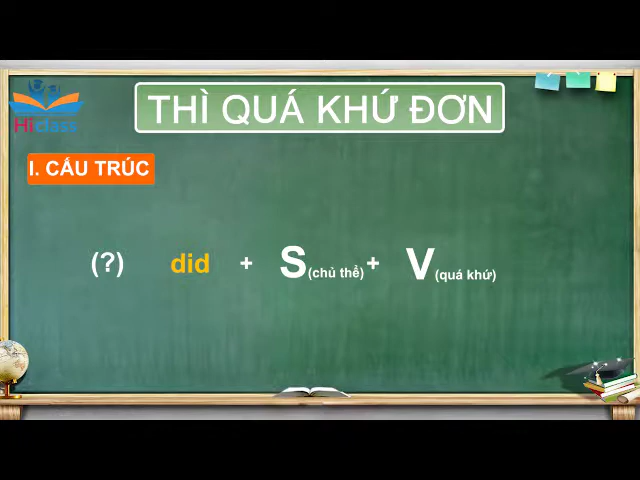 THÌ QUÁ KHỨ ĐƠN
Hiclass
I. CẤU TRÚC
(?) did + S(chủ thể) + V(quá khứ)